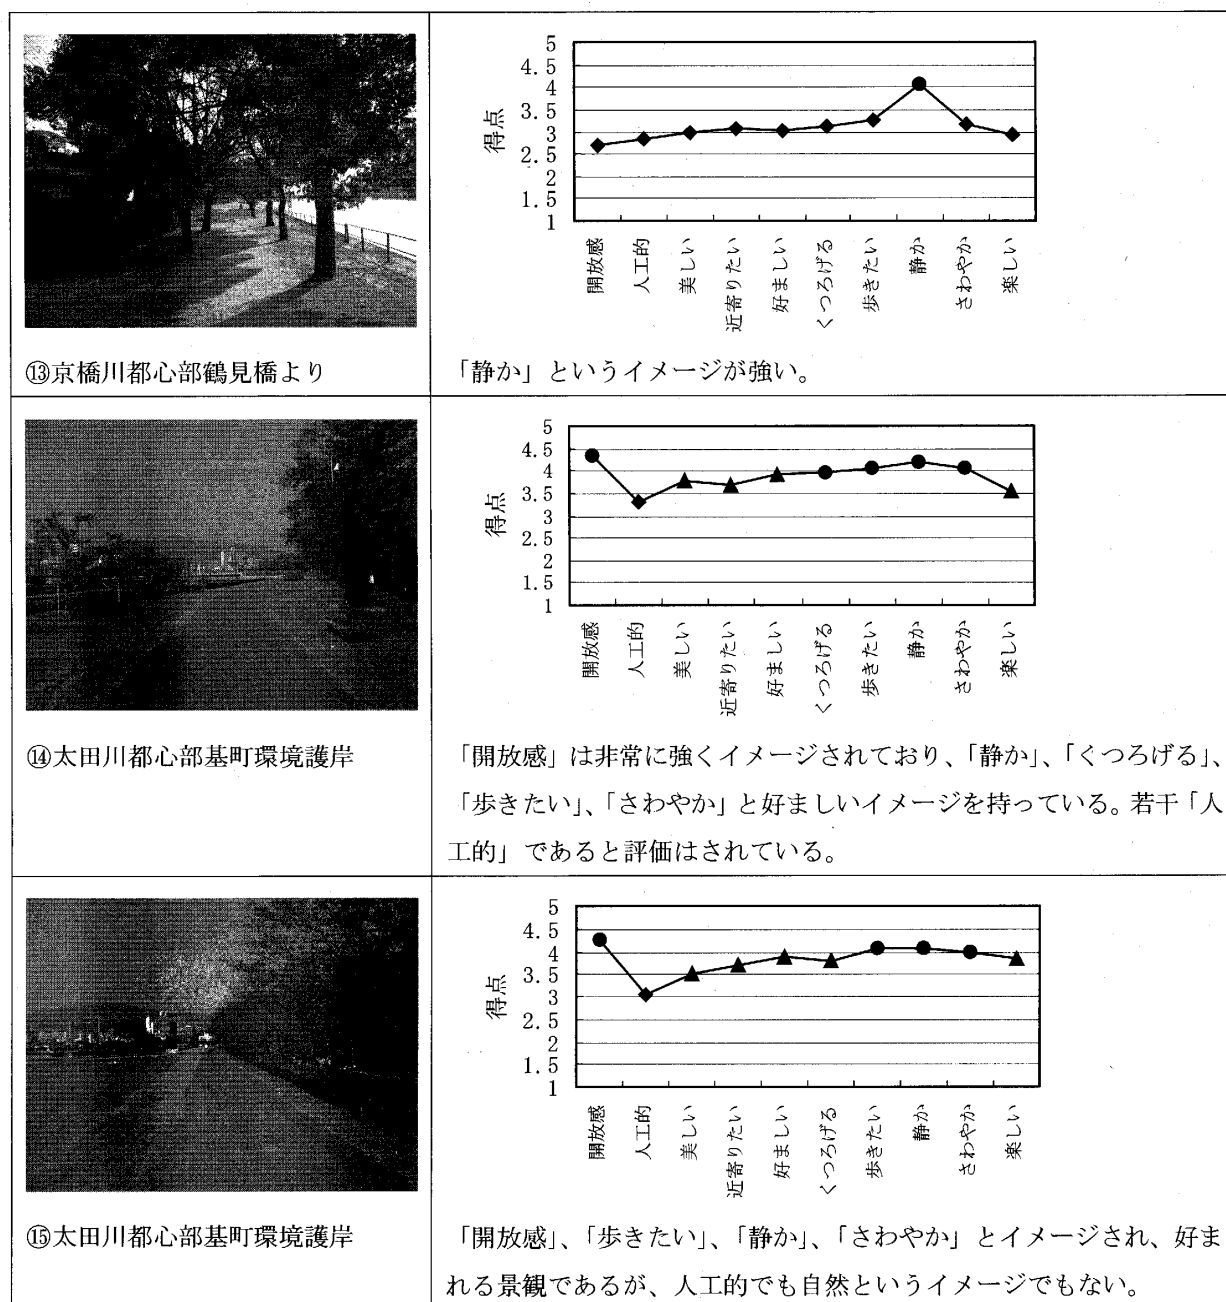 5
4.5
4
3.5
3
2.5
2
1.5
1
得点
開放感
人工的
美しい
近寄りたい
好ましい
くつろげる
歩きたい
静か
さわやか
楽しい
⑬京橋川都心部鶴見橋より
「静か」というイメージが強い。
5
4.5
4
3.5
3
2.5
2
1.5
1
得点
開放感
人工的
美しい
近寄りたい
好ましい
くつろげる
歩きたい
静か
さわやか
楽しい
⑭太田川都心部基町環境護岸
「開放感」は非常に強くイメージされており、「静か」、「くつろげる」、
「歩きたい」、「さわやか」と好ましいイメージを持っている。若干「人
工的」であると評価はされている。
5
4.5
4
3.5
3
2.5
2
1.5
1
得点
開放感
人工的
美しい
近寄りたい
好ましい
くつろげる
歩きたい
静か
さわやか
楽しい
⑮太田川都心部基町環境護岸
「開放感」、「歩きたい」、「静か」、「さわやか」とイメージされ、好ま
れる景観であるが、人工的でも自然というイメージでもない。